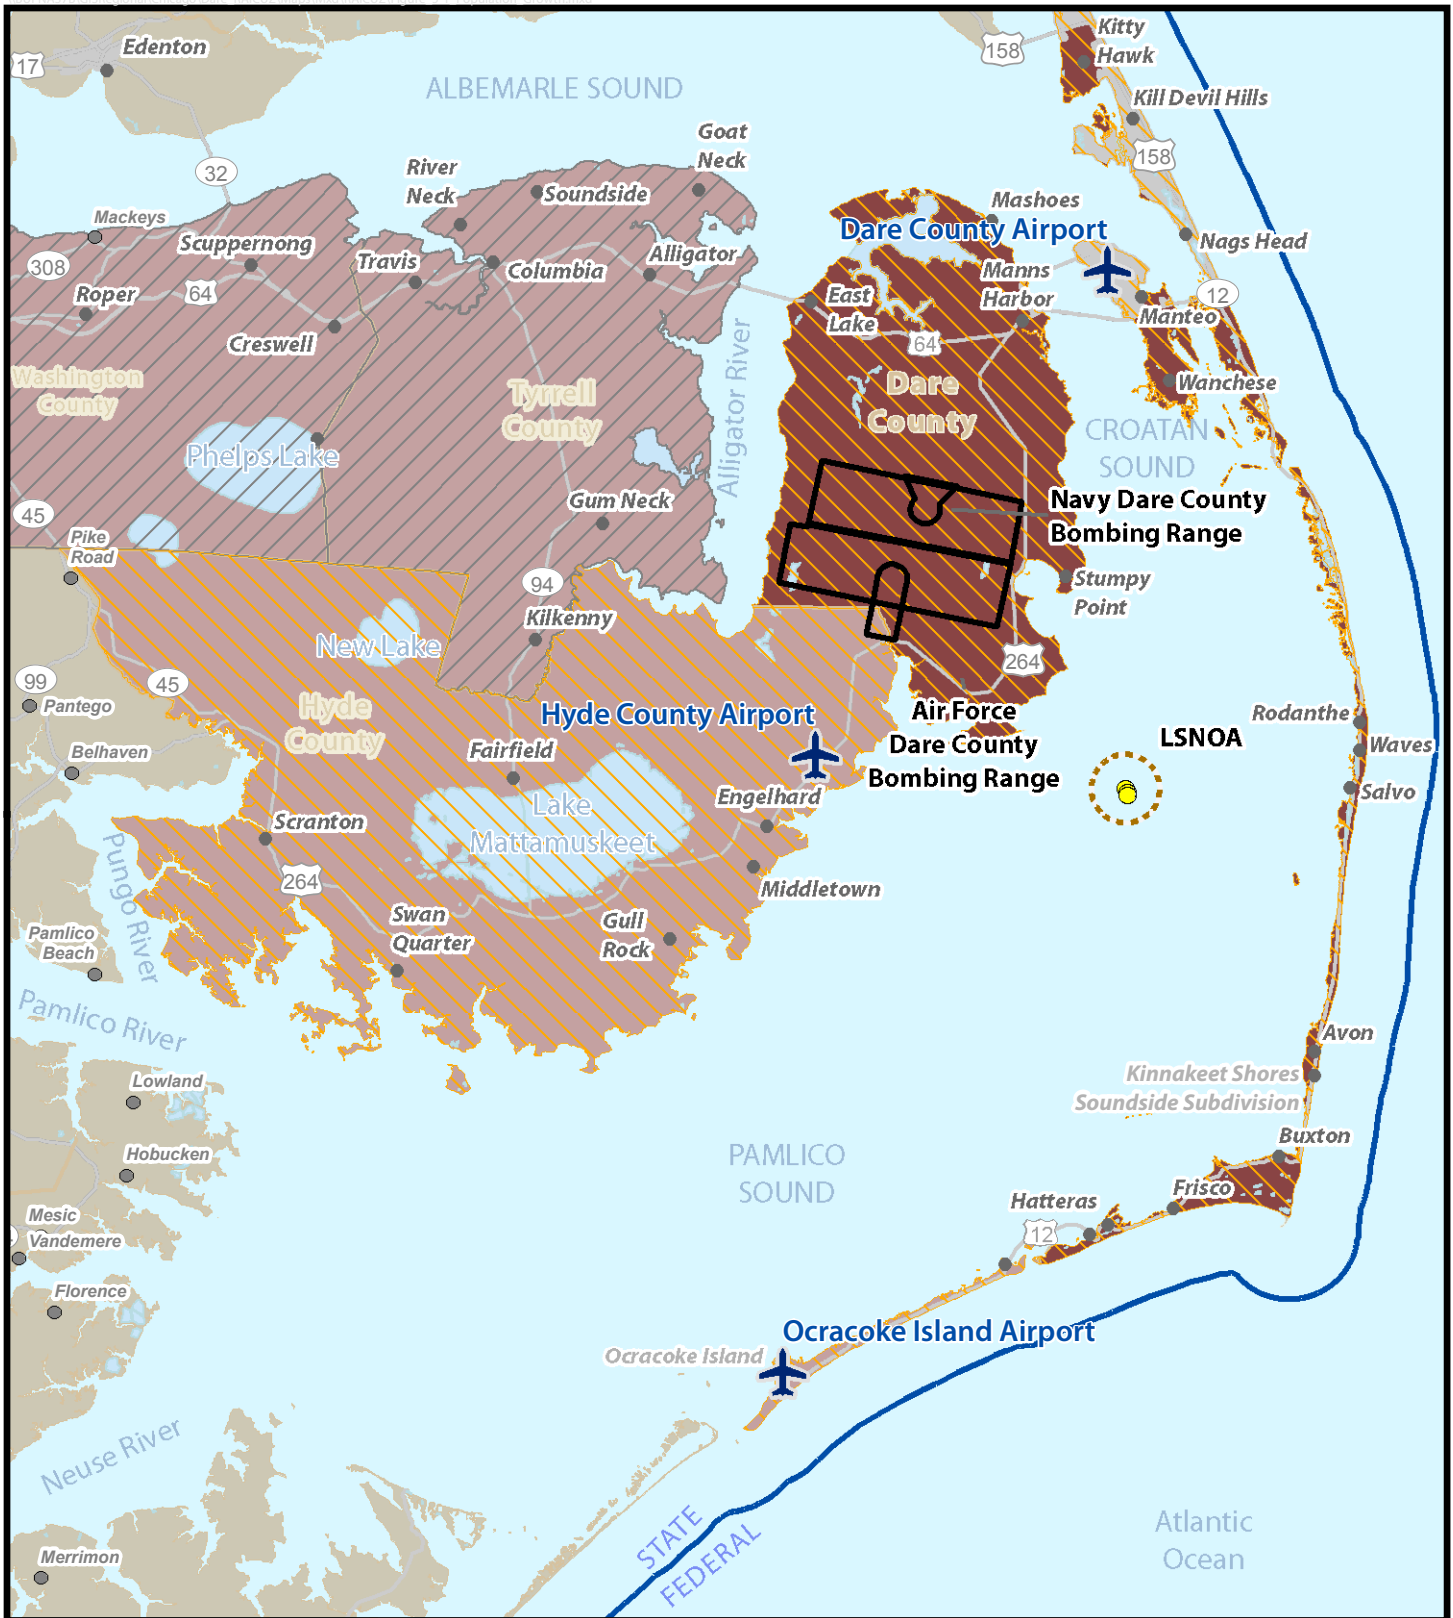 Edenton
17
ALBEMARLE SOUND
158
Kitty
Hawk
Kill Devil Hills
158
32
River
Neck
Soundside
Goat
Neck
Mackeys
Scuppernong
308
Roper
64
Travis
Columbia
Alligator
Creswell
Mashoes
Dare County Airport
Nags Head
Manns
Harbor
East
Lake
64
12
Manteo
Washington
County
Tyrrell
County
Alligator River
Dare
County
Wanchese
CROATAN
SOUND
Phelps Lake
Gum Neck
45
Pike
Road
Navy Dare County
Bombing Range
Stumpy
Point
94
Kilkenny
New Lake
264
99
Pantego
45
Hyde
County
Hyde County Airport
Air Force
Dare County
Bombing Range
Rodanthe
LSNOA
Waves
Salvo
Belhaven
Fairfield
Engelhard
Lake
Mattamuskeet
Scranton
264
Middletown
Pungo River
Swan
Quarter
Gull
Rock
Pamlico
Beach
Pamlico River
Avon
Kinnakeet Shores
Soundside Subdivision
Lowland
Buxton
Hobucken
PAMLICO
SOUND
Frisco
Hatteras
12
Mesic
Vandemere
Florence
Ocracoke Island Airport
Ocracoke Island
Neuse River
STATE
FEDERAL
Atlantic
Ocean
Merrimon